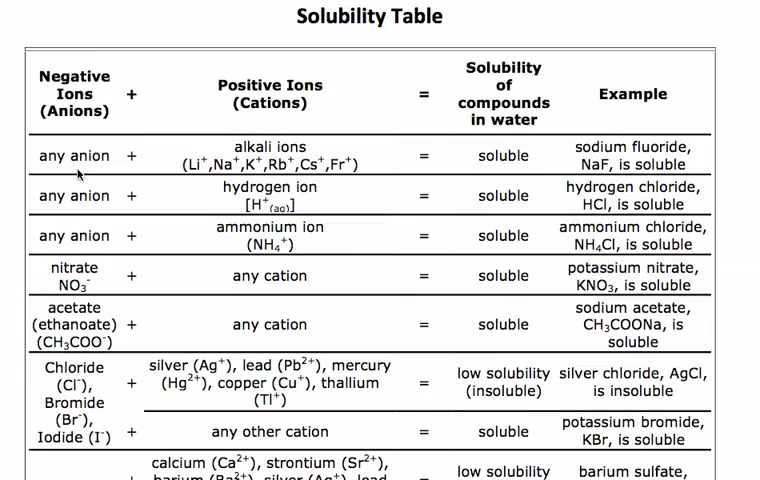 Solubility Table
Negative Ions (Anions) + Positive Ions (Cations) = Solubility of compounds in water Example
any anion + alkali ions (Li⁺,Na⁺,K⁺,Rb⁺,Cs⁺,Fr⁺) = soluble sodium fluoride, NaF, is soluble
any anion + hydrogen ion [H⁺(aq)] = soluble hydrogen chloride, HCl, is soluble
any anion + ammonium ion (NH₄⁺) = soluble ammonium chloride, NH₄Cl, is soluble
nitrate NO₃⁻ + any cation = soluble potassium nitrate, KNO₃, is soluble
acetate (ethanoate) (CH₃COO⁻) + any cation = soluble sodium acetate, CH₃COONa, is soluble
Chloride (Cl⁻), Bromide (Br⁻), Iodide (I⁻) + silver (Ag⁺), lead (Pb²⁺), mercury (Hg²⁺), copper (Cu⁺), thallium (Tl⁺) = low solubility (insoluble) silver chloride, AgCl, is insoluble
+ any other cation = soluble potassium bromide, KBr, is soluble
+ calcium (Ca²⁺), strontium (Sr²⁺), barium (Ba²⁺), silver (Ag⁺), lead = low solubility barium sulfate,